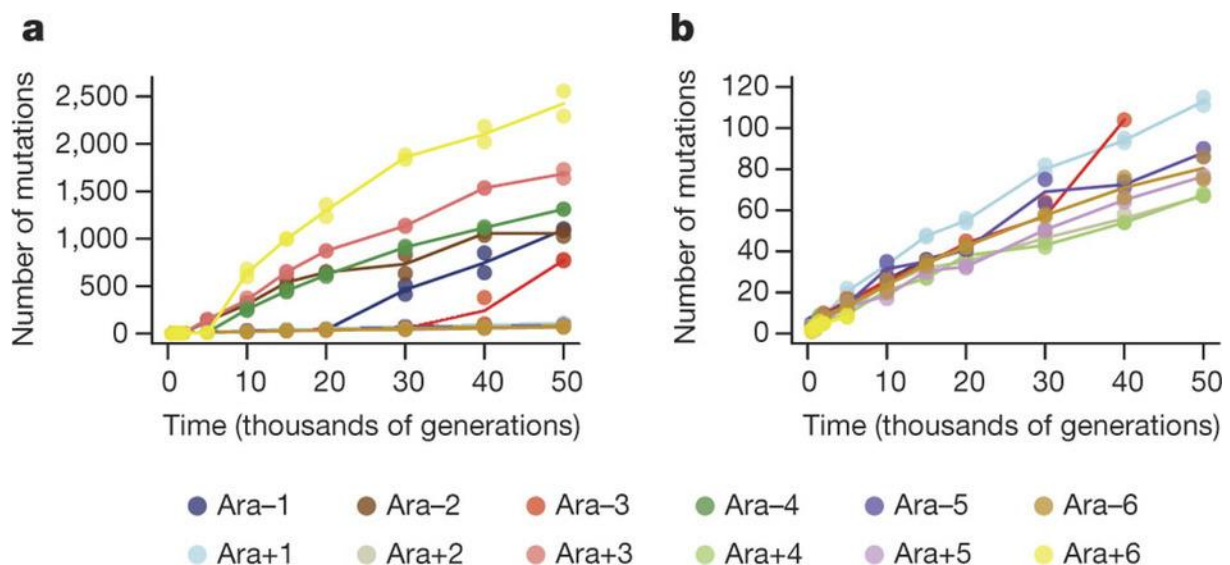 a
b
Number of mutations
2,500
2,000
1,500
1,000
500
0
0 10 20 30 40 50
Time (thousands of generations)
Number of mutations
120
100
80
60
40
20
0
0 10 20 30 40 50
Time (thousands of generations)
Ara–1 Ara–2 Ara–3 Ara–4 Ara–5 Ara–6
Ara+1 Ara+2 Ara+3 Ara+4 Ara+5 Ara+6